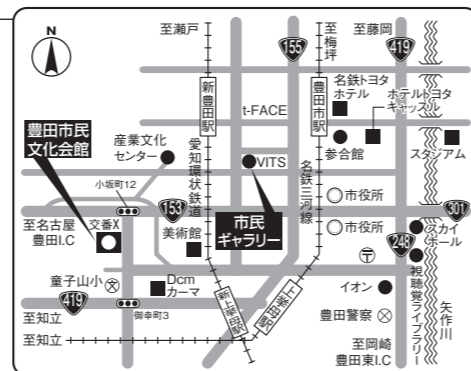 N
至瀬戸
155
至梅坪
至藤岡
419
新豊田駅
豊田市駅
名鉄トヨタ
ホテル
ホテルトヨタ
キャッスル
t-FACE
豊田市民
文化会館
産業文化
センター
愛知環状鉄道
VITS
名鉄三河線
参合館
スタジアム
小坂町12
市役所
153
301
至名古屋
豊田I.C
交番X
美術館
市民
ギャラリー
市役所
248
スカイ
ホール
童子山小
文
Dcm
カーマ
〒
視聴覚ライブラリー
矢作川
イオン
419
御幸町3
新上挙母駅
上挙母駅
豊田警察
至知立
至知立
至岡崎
豊田東I.C